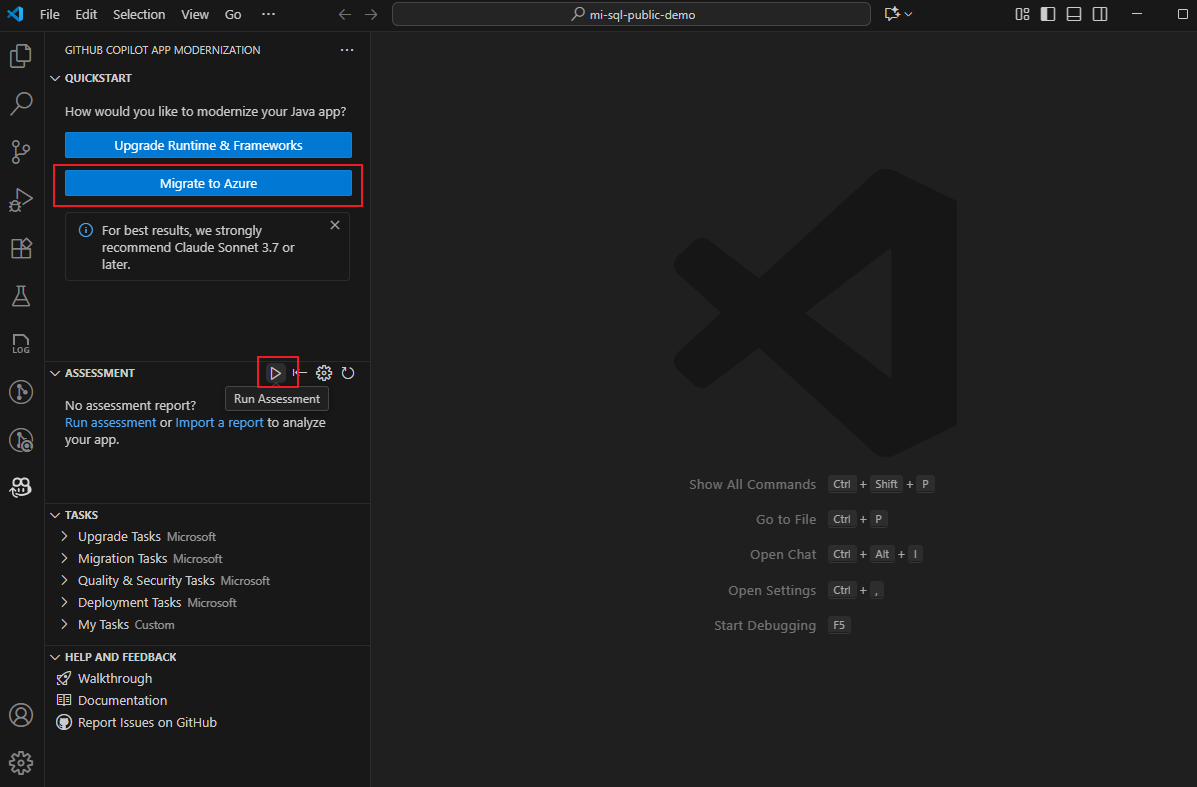 File Edit Selection View Go ···
mi-sql-public-demo
GITHUB COPILOT APP MODERNIZATION ···
QUICKSTART
How would you like to modernize your Java app?
Upgrade Runtime & Frameworks
Migrate to Azure
For best results, we strongly
recommend Claude Sonnet 3.7 or
later.
ASSESSMENT
Run Assessment
No assessment report?
Run assessment or Import a report to analyze
your app.
TASKS
Upgrade Tasks Microsoft
Migration Tasks Microsoft
Quality & Security Tasks Microsoft
Deployment Tasks Microsoft
My Tasks Custom
HELP AND FEEDBACK
Walkthrough
Documentation
Report Issues on GitHub
LOG
Show All Commands Ctrl + Shift + P
Go to File Ctrl + P
Open Chat Ctrl + Alt + I
Open Settings Ctrl + ,
Start Debugging F5